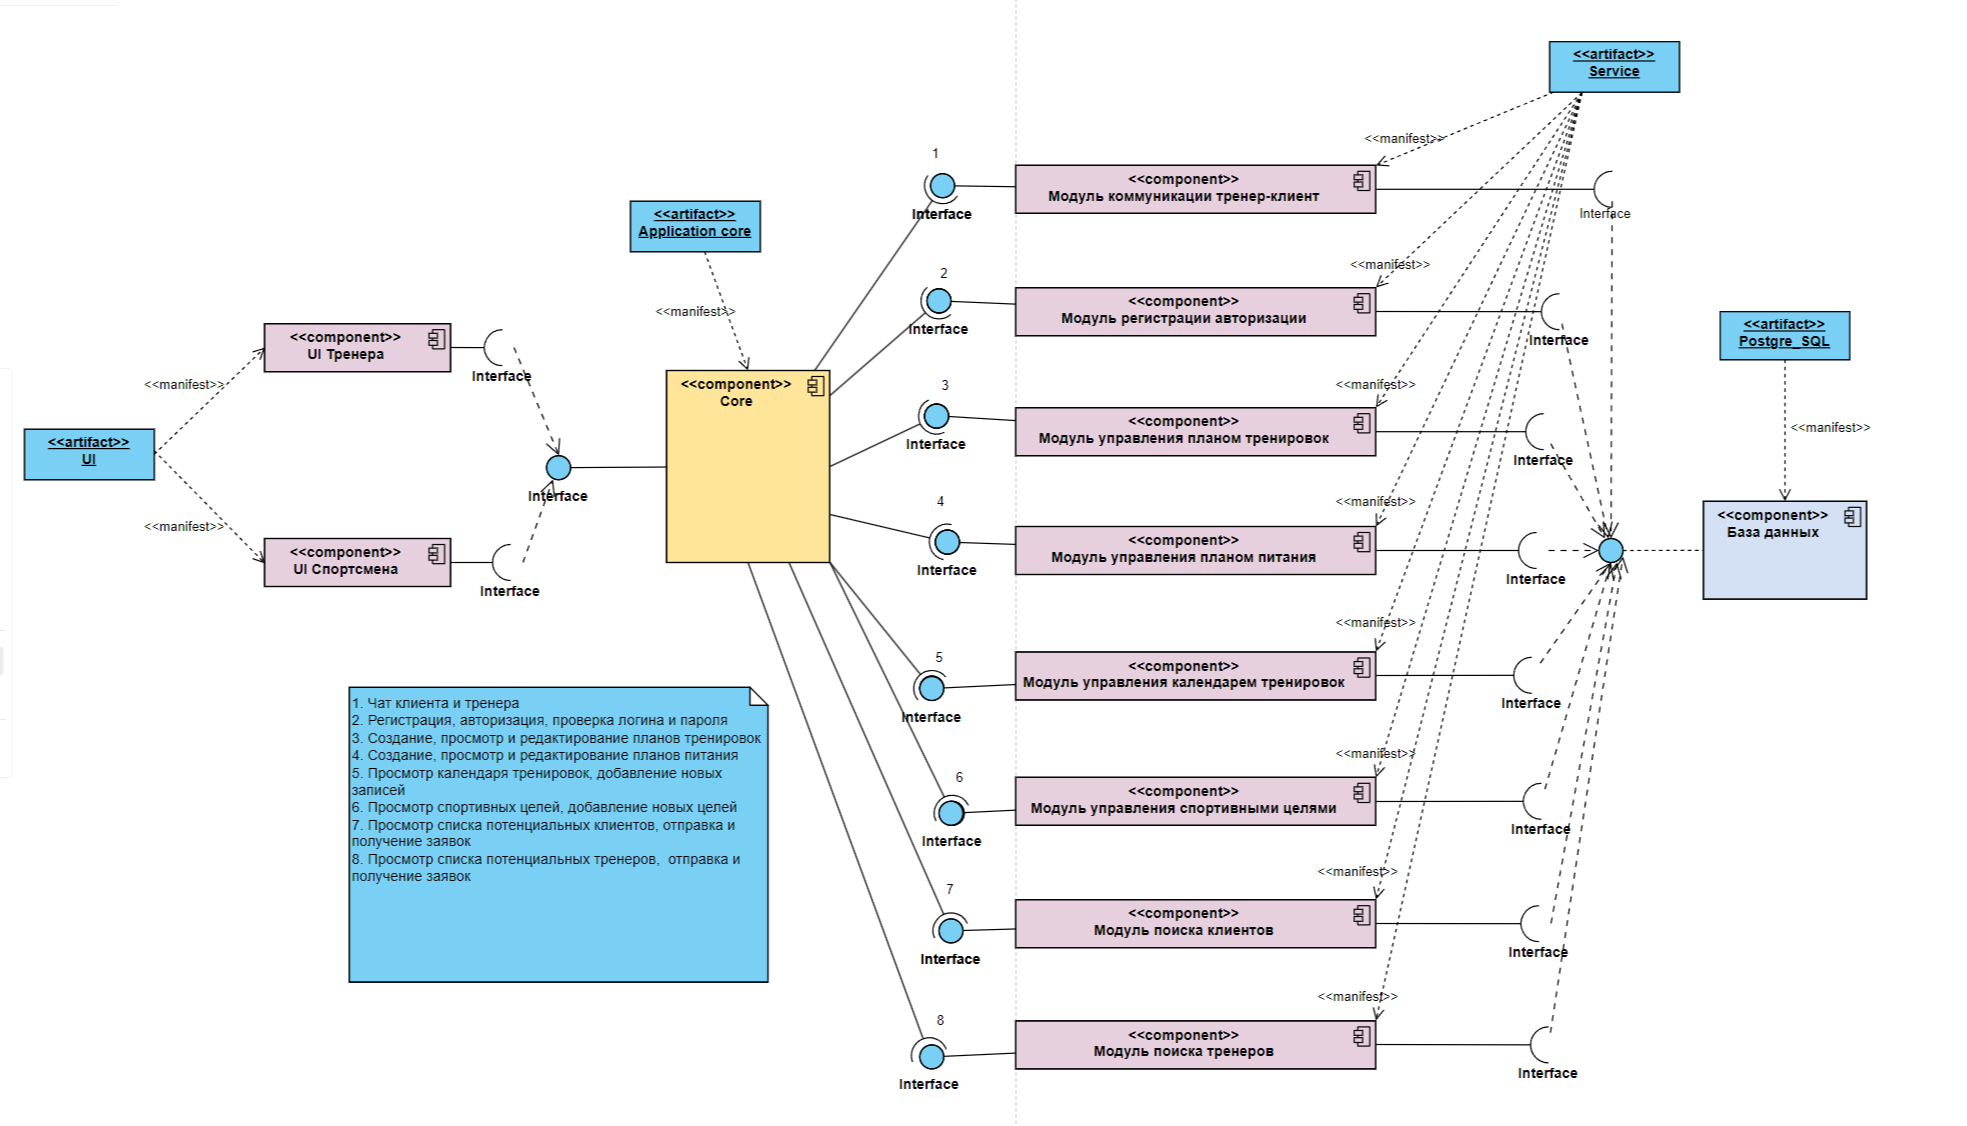 <<artifact>>
Service
1
<<manifest>>
<<component>>
Модуль коммуникации тренер-клиент
Interface
Interface
<<artifact>>
Application core
2
<<manifest>>
<<component>>
Модуль регистрации авторизации
Interface
Interface
<<manifest>>
<<artifact>>
Postgre_SQL
<<component>>
UI Тренера
Interface
<<manifest>>
<<component>>
Core
3
<<manifest>>
<<component>>
Модуль управления планом тренировок
Interface
Interface
<<manifest>>
<<artifact>>
UI
Interface
4
<<manifest>>
<<component>>
Модуль управления планом питания
Interface
Interface
<<component>>
База данных
<<manifest>>
<<component>>
UI Спортсмена
Interface
5
<<manifest>>
<<component>>
Модуль управления календарем тренировок
Interface
Interface
1. Чат клиента и тренера
2. Регистрация, авторизация, проверка логина и пароля
3. Создание, просмотр и редактирование планов тренировок
4. Создание, просмотр и редактирование планов питания
5. Просмотр календаря тренировок, добавление новых
записей
6. Просмотр спортивных целей, добавление новых целей
7. Просмотр списка потенциальных клиентов, отправка и
получение заявок
8. Просмотр списка потенциальных тренеров,  отправка и
получение заявок
6
<<manifest>>
<<component>>
Модуль управления спортивными целями
Interface
Interface
7
<<manifest>>
<<component>>
Модуль поиска клиентов
Interface
Interface
8
<<manifest>>
<<component>>
Модуль поиска тренеров
Interface
Interface